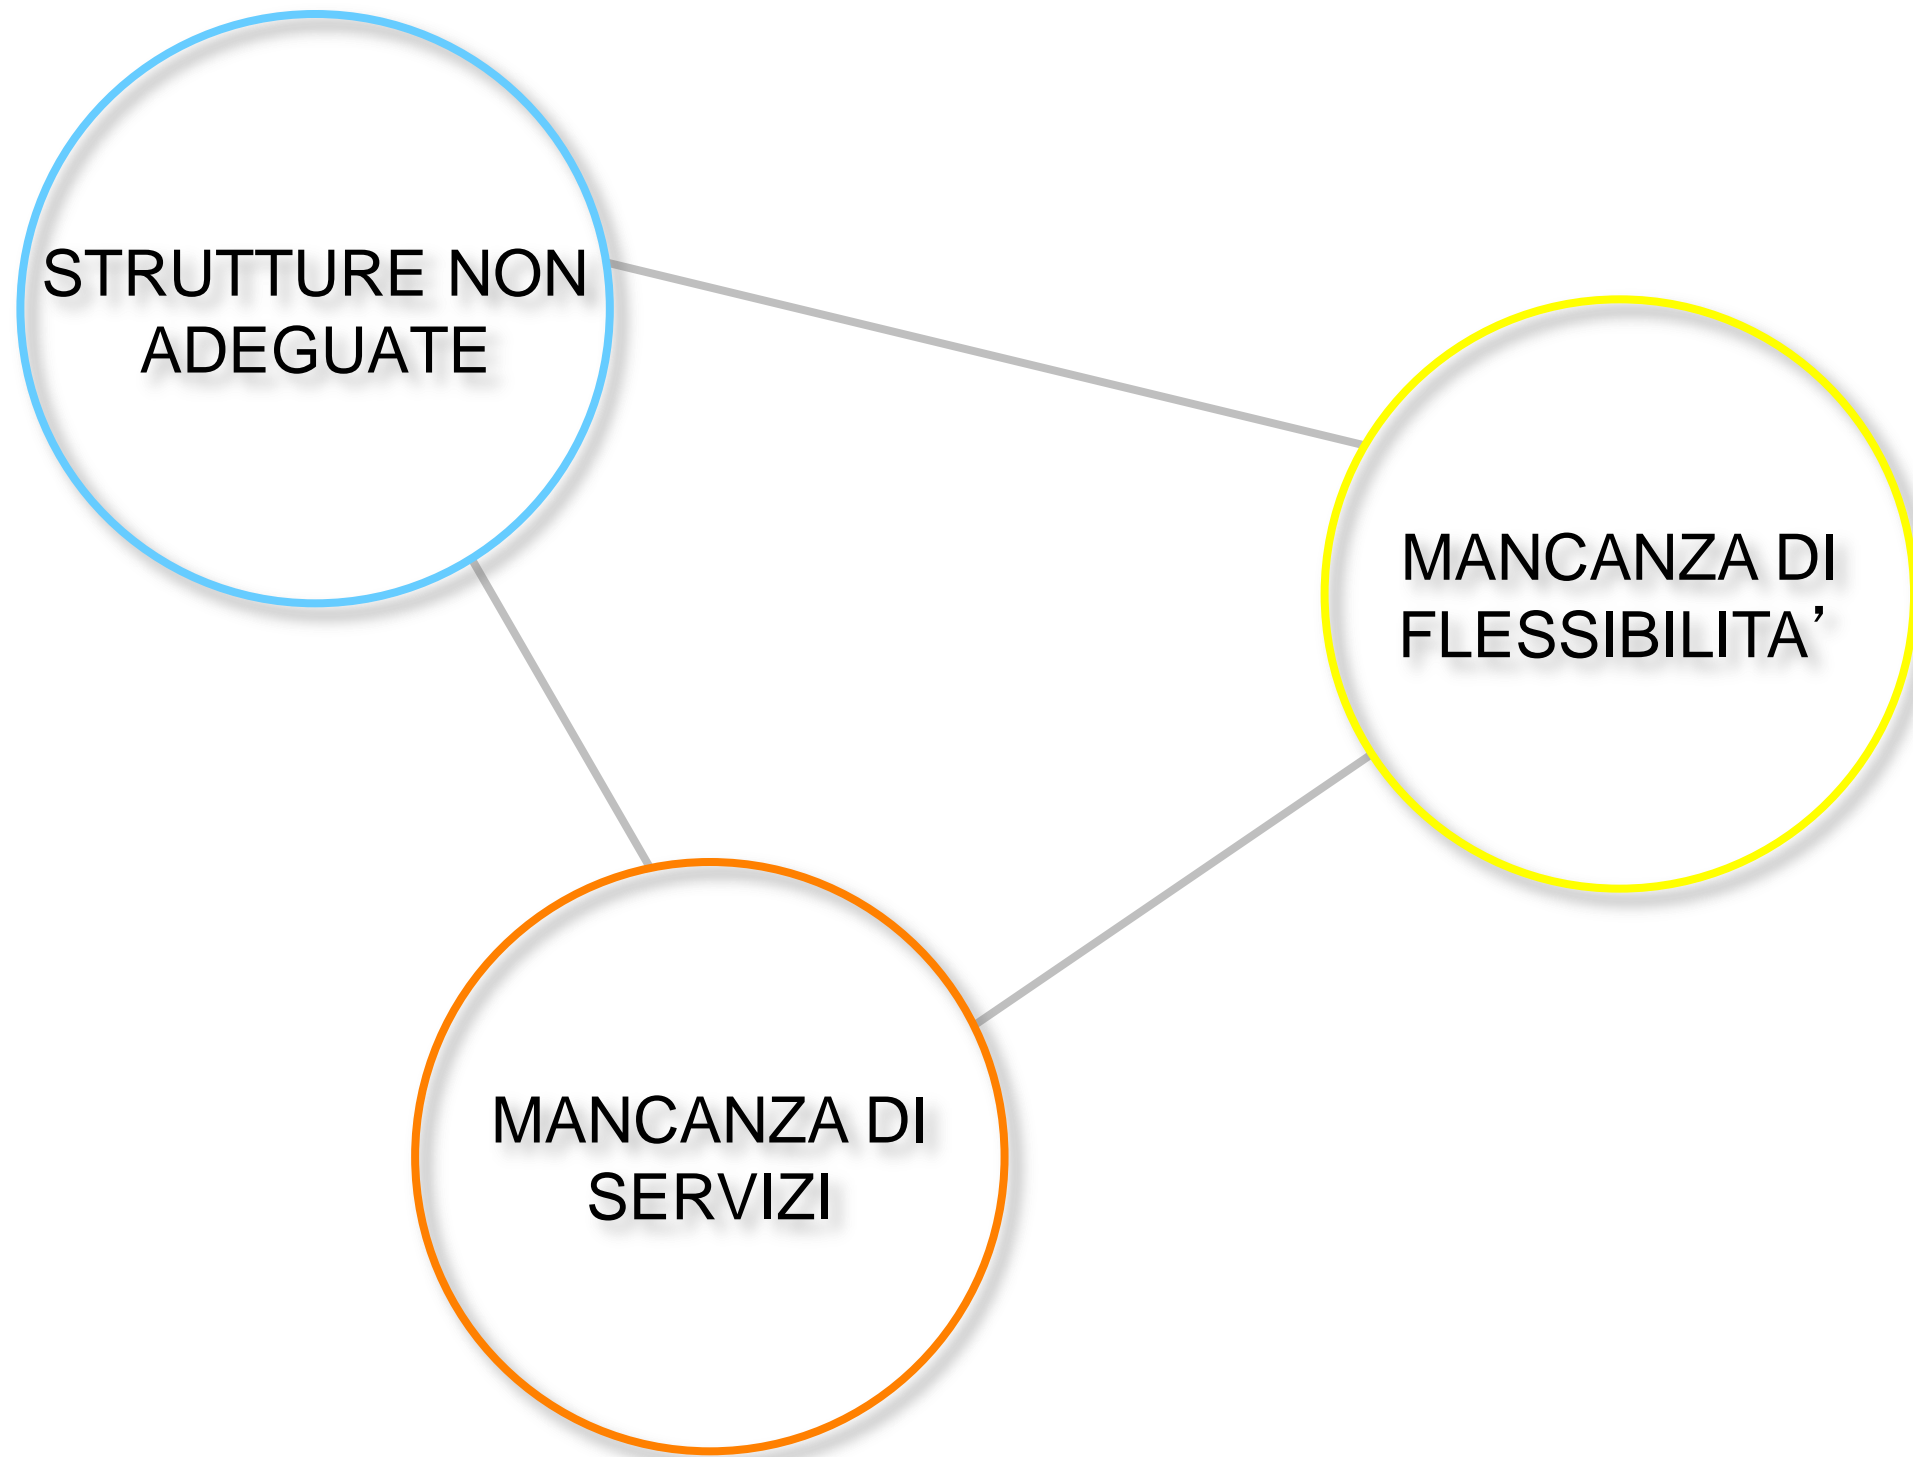 STRUTTURE NON
ADEGUATE
MANCANZA DI
FLESSIBILITA’
MANCANZA DI
SERVIZI